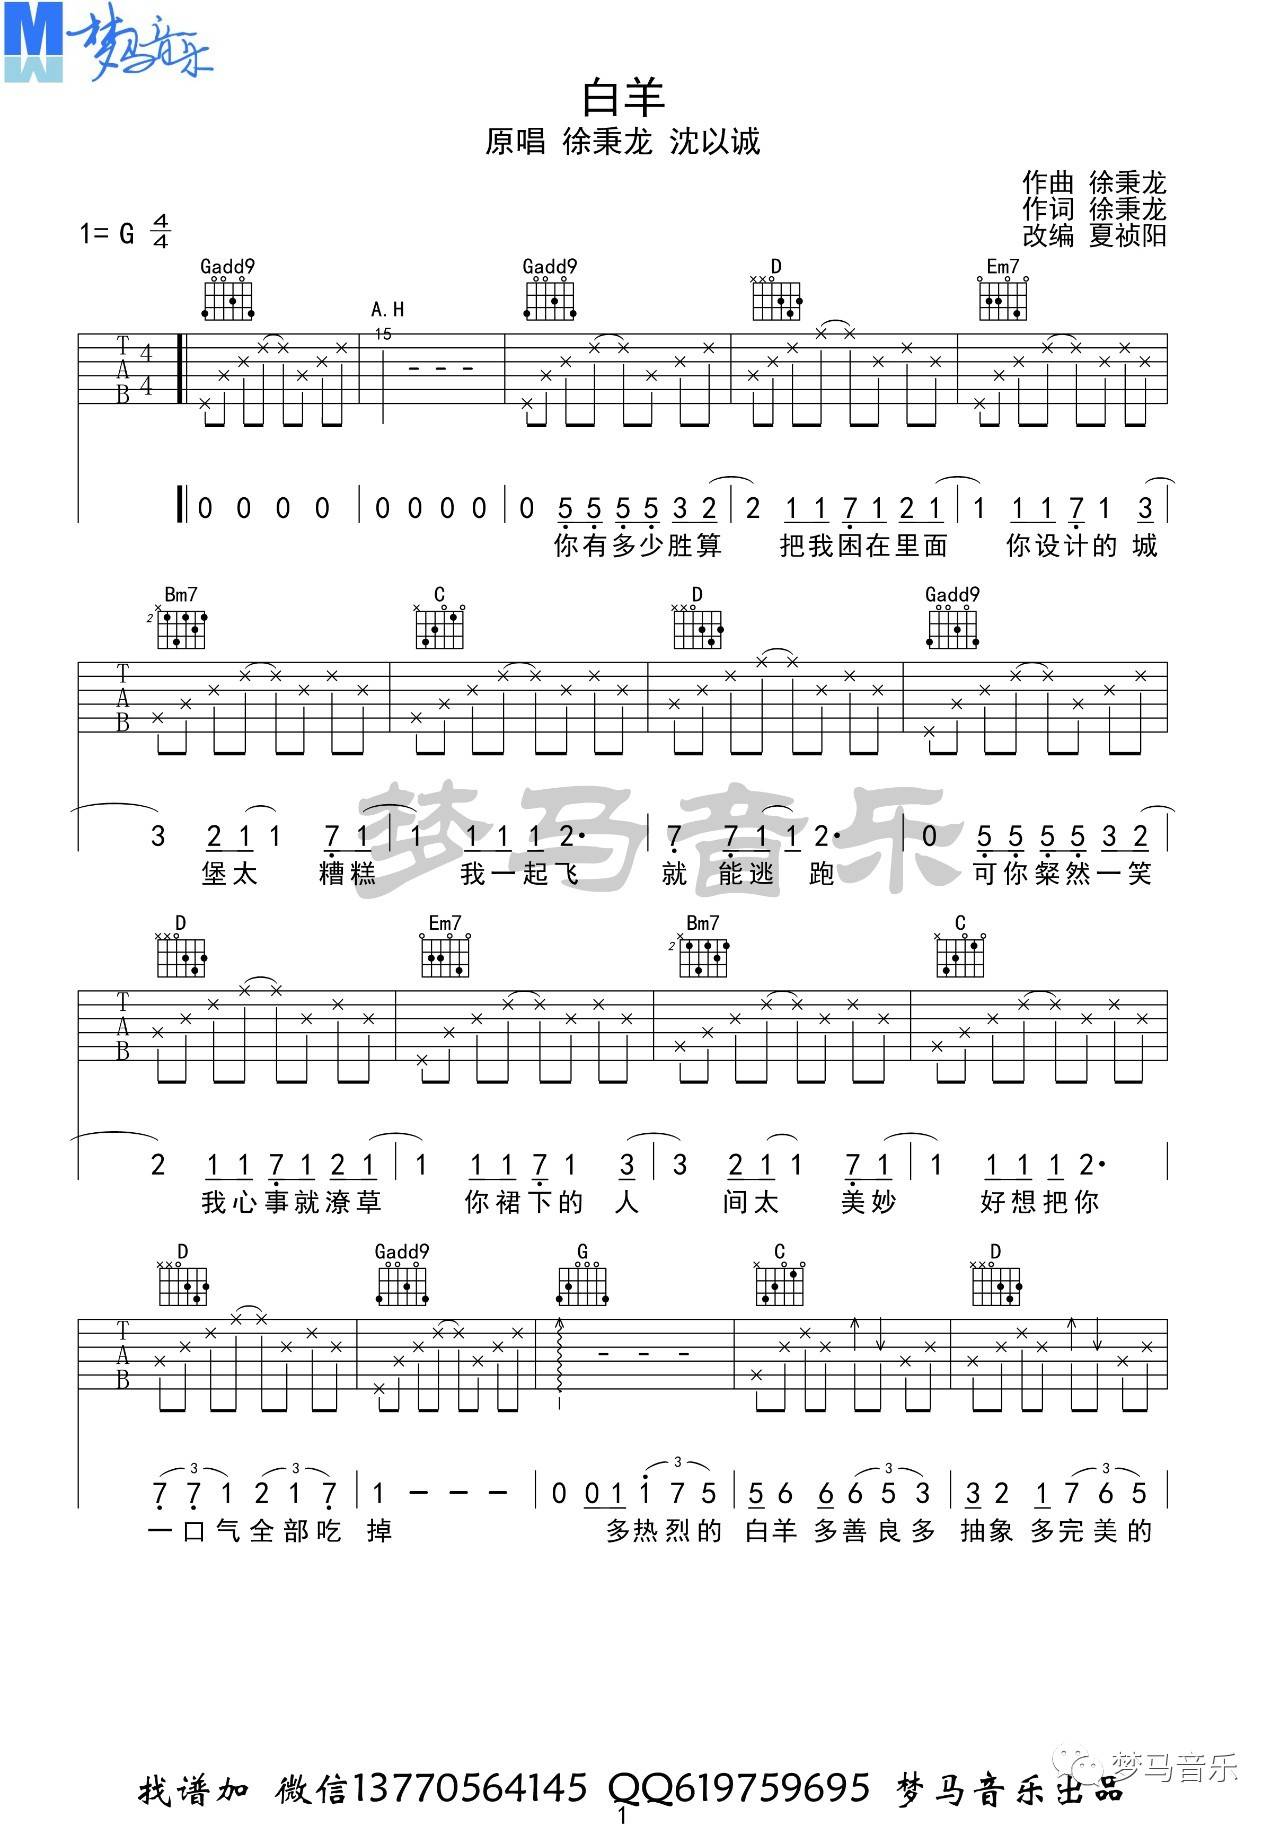 MW 梦马音乐
白羊
原唱 徐秉龙 沈以诚
作曲 徐秉龙
作词 徐秉龙
改编 夏祯阳
1= G 4/4
Gadd9 Gadd9 D Em7
A.H
15
T A B 4/4
0 0 0 0 | 0 0 0 0 | 0 5 5 5 5 3 2 | 2 1 1 7 1 2 1 | 1 1 1 7 1 3
你有多少胜算 把我困在里面 你设计的 城
Bm7 C D Gadd9
2
T A B
3 2 1 1 7 1 | 1 1 1 1 2· | 7 7 1 1 2· | 0 5 5 5 5 3 2
堡太 糟糕 我一起飞 就 能逃 跑 可你粲然一笑
梦马音乐
D Em7 Bm7 C
2
T A B
2 1 1 7 1 2 1 | 1 1 1 7 1 3 | 3 2 1 1 7 1 | 1 1 1 1 2·
我心事就潦草 你裙下的 人 间太 美妙 好想把你
D Gadd9 G C D
T A B
3 3 3 3 3
7 7 1 2 1 7 | 1 - - - | 0 0 1 1 7 5 | 5 6 6 6 5 3 | 3 2 1 7 6 5
一口气全部吃 掉 多热烈的 白羊 多善良多 抽象 多完美的
梦马音乐
找谱加 微信13770564145 QQ619759695 梦马音乐出品
1